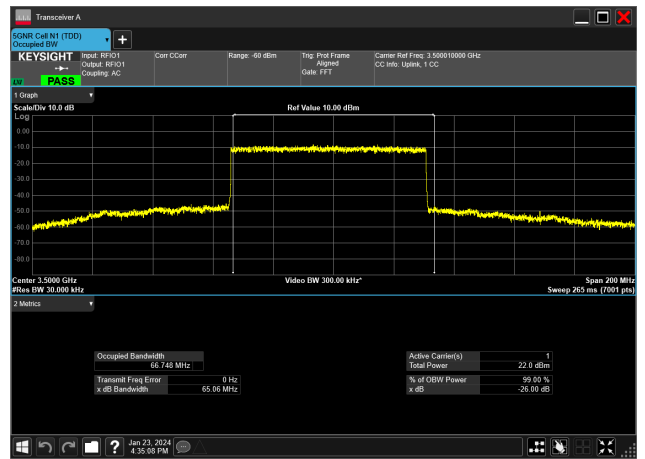 Transceiver A
5GNR Cell N1 (TDD)
Occupied BW
KEYSIGHT Input: RFIO1 Corr CCorr Range: -60 dBm Trig: Prot Frame Carrier Ref Freq: 3.500010000 GHz
Output: RFIO1 Aligned CC Info: Uplink, 1 CC
Coupling: AC Gate: FFT
PASS
1 Graph
Scale/Div 10.0 dB Ref Value 10.00 dBm
Log
0.00
-10.0
-20.0
-30.0
-40.0
-50.0
-60.0
-70.0
-80.0
Center 3.5000 GHz Video BW 300.00 kHz* Span 200 MHz
#Res BW 30.000 kHz Sweep 265 ms (7001 pts)
2 Metrics
Occupied Bandwidth Active Carrier(s) 1
66.748 MHz Total Power 22.0 dBm
Transmit Freq Error 0 Hz % of OBW Power 99.00 %
x dB Bandwidth 65.06 MHz x dB -26.00 dB
? Jan 23, 2024
4:35:08 PM